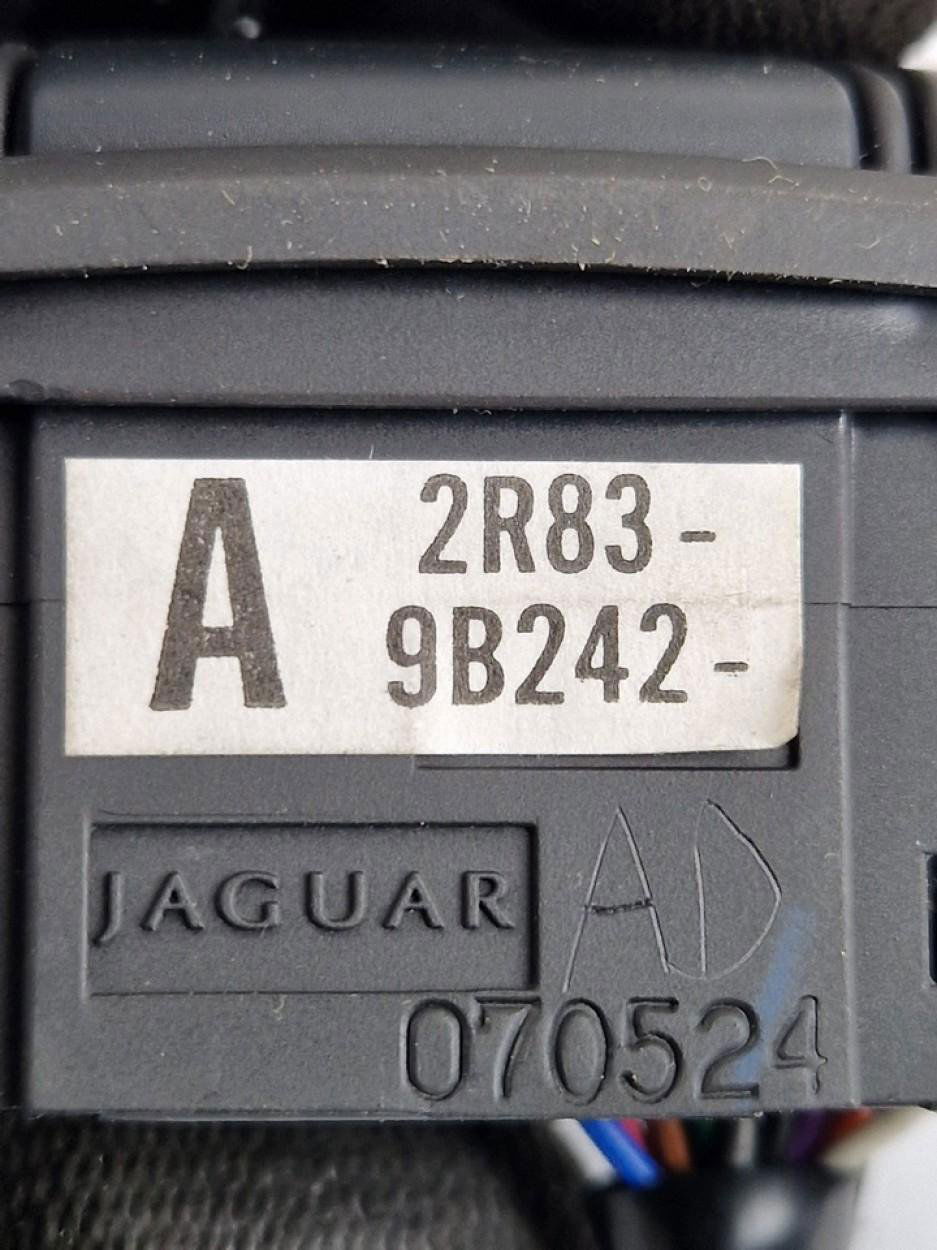 A 2R83-
9B242-
JAGUAR AD
070524